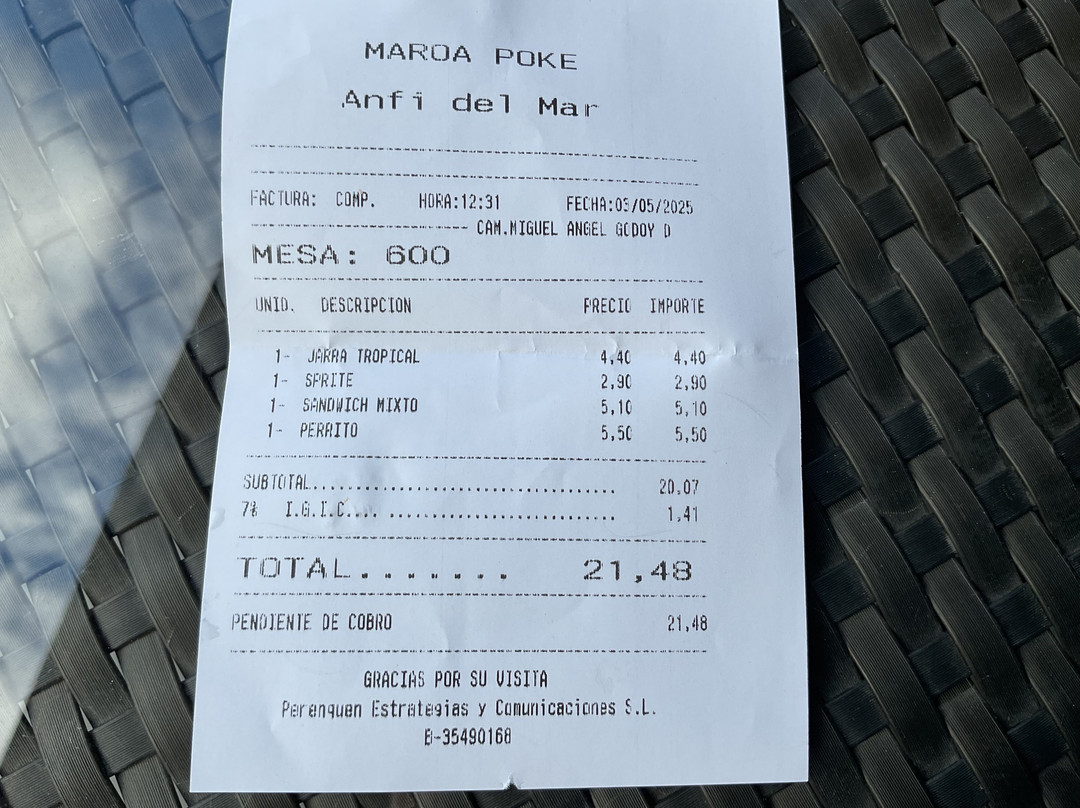 MAROA POKE
Anfi del Mar
FACTURA: COMP. HORA:12:31 FECHA:03/05/2025
CAM.MIGUEL ANGEL GODOY D
MESA: 600
UNID. DESCRIPCION PRECIO IMPORTE
1- JARRA TROPICAL 4,40 4,40
1- SPRITE 2,90 2,90
1- SANDWICH MIXTO 5,10 5,10
1- PERRITO 5,50 5,50
SUBTOTAL.................................. 20,07
7% I.G.I.C.... ......................... 1,41
TOTAL....... 21,48
PENDIENTE DE COBRO 21,48
GRACIAS POR SU VISITA
Perenquen Estrategias y Comunicaciones S.L.
B-35490168